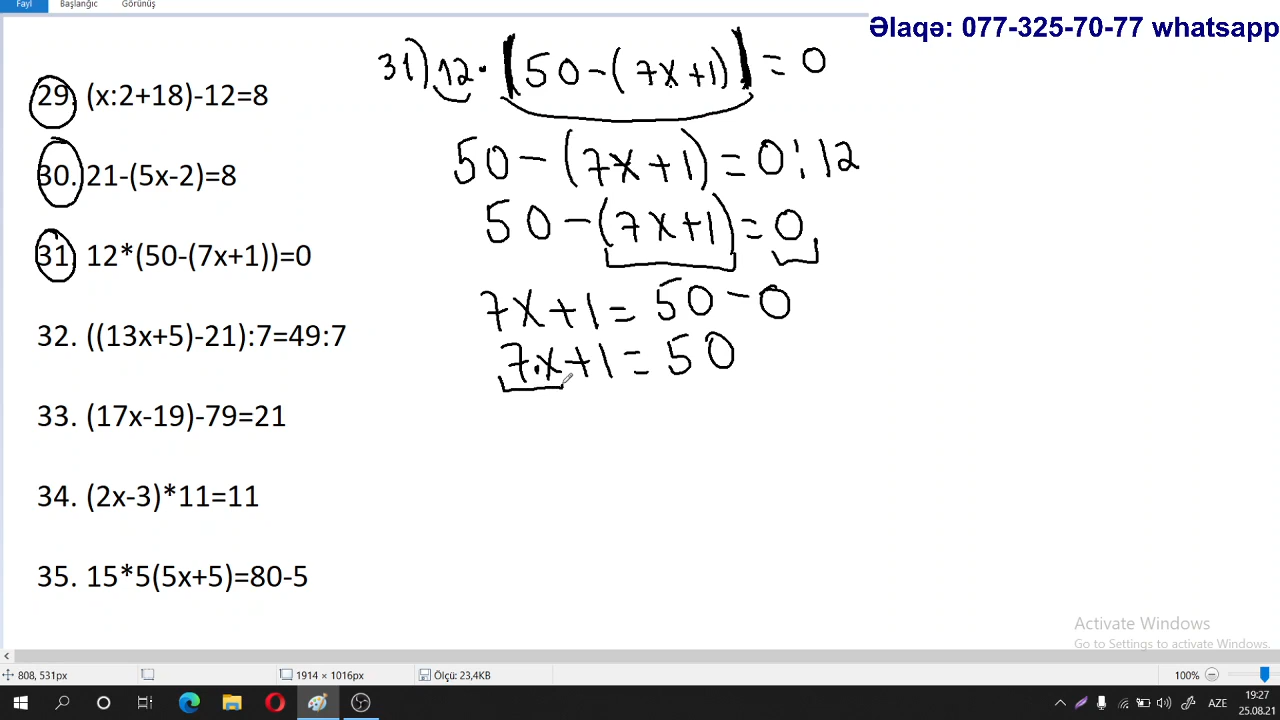 Fayl Başlanğıc Görünüş
Əlaqə: 077-325-70-77 whatsapp
29. (x:2+18)-12=8
30. 21-(5x-2)=8
31. 12*(50-(7x+1))=0
32. ((13x+5)-21):7=49:7
33. (17x-19)-79=21
34. (2x-3)*11=11
35. 15*5(5x+5)=80-5
31) 12·(50-(7x+1))=0
50-(7x+1)=0:12
50-(7x+1)=0
7x+1=50-0
7·x+1=50
Activate Windows
Go to Settings to activate Windows.
808, 531px 1914 × 1016px Ölçü: 23,4KB 100%
AZE 19:27
25.08.21